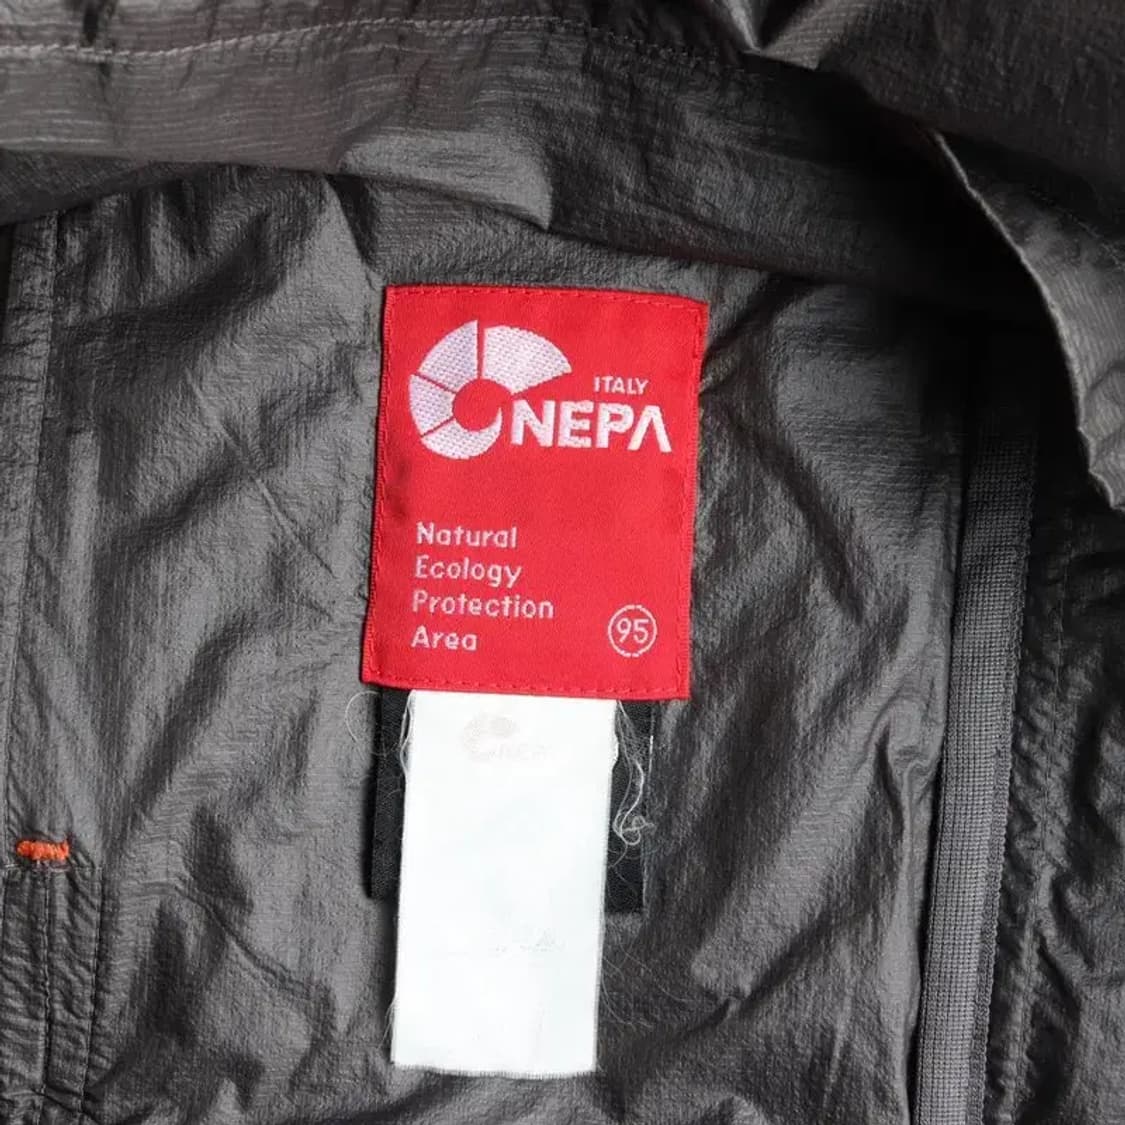 ITALY
NEPA
Natural
Ecology
Protection
Area
95